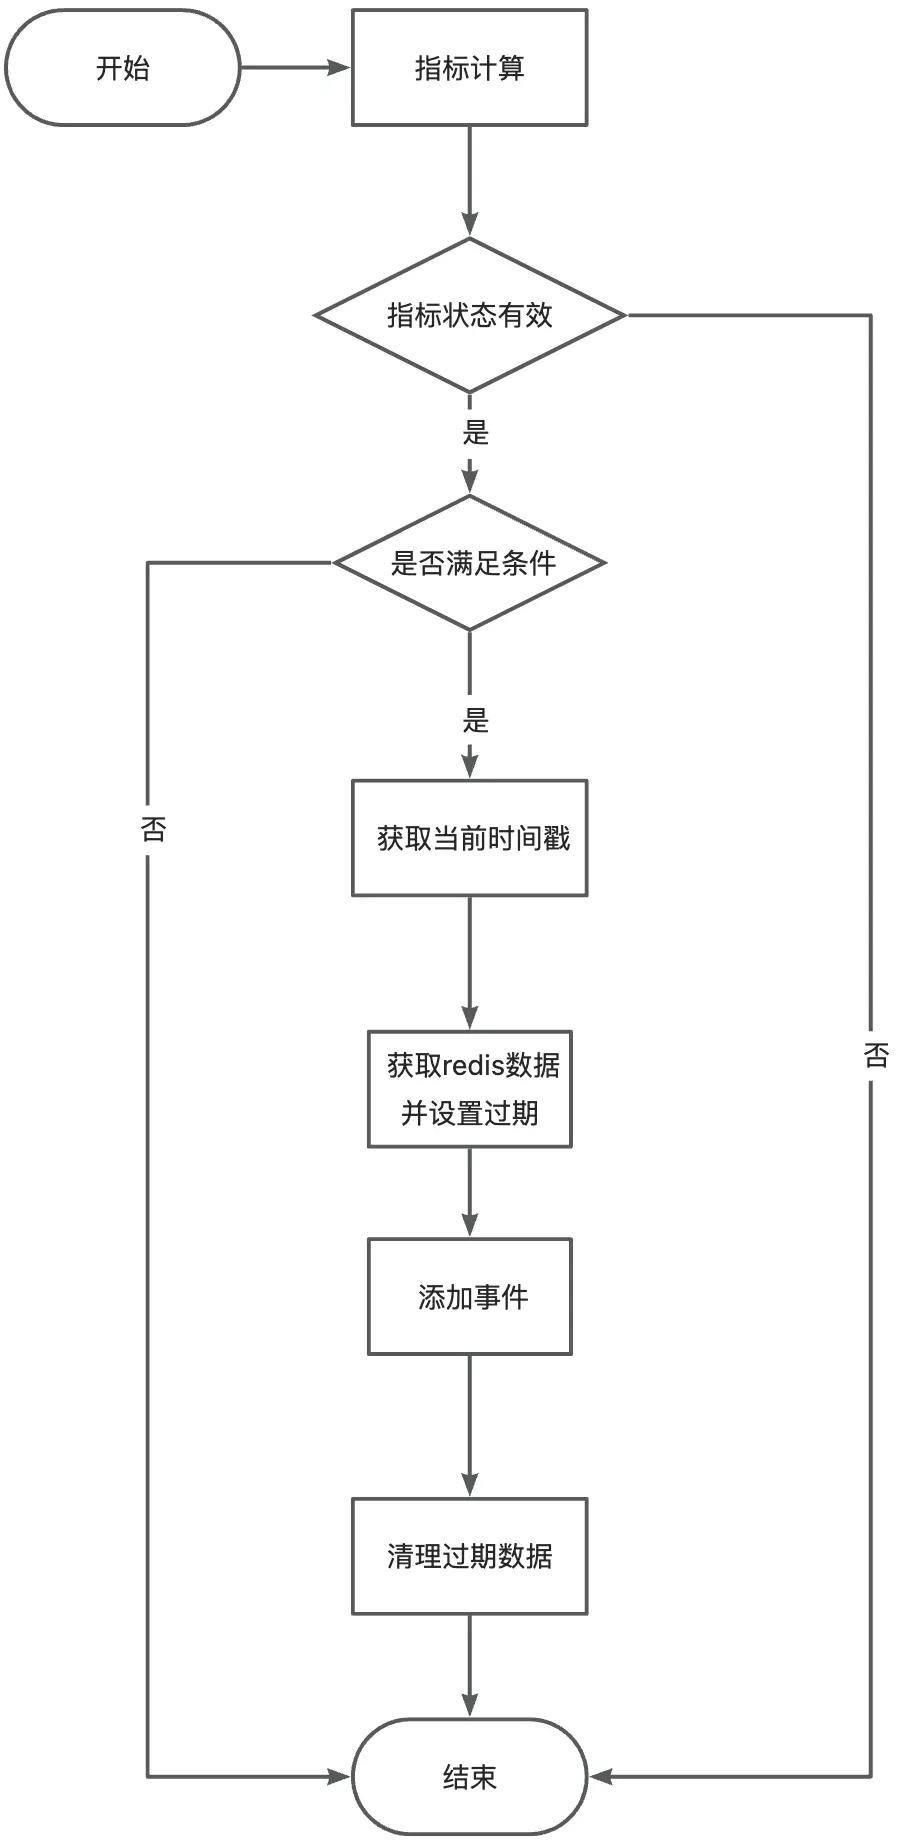 开始
指标计算
指标状态有效
是
是否满足条件
是
获取当前时间戳
否
获取redis数据
并设置过期
否
添加事件
清理过期数据
结束